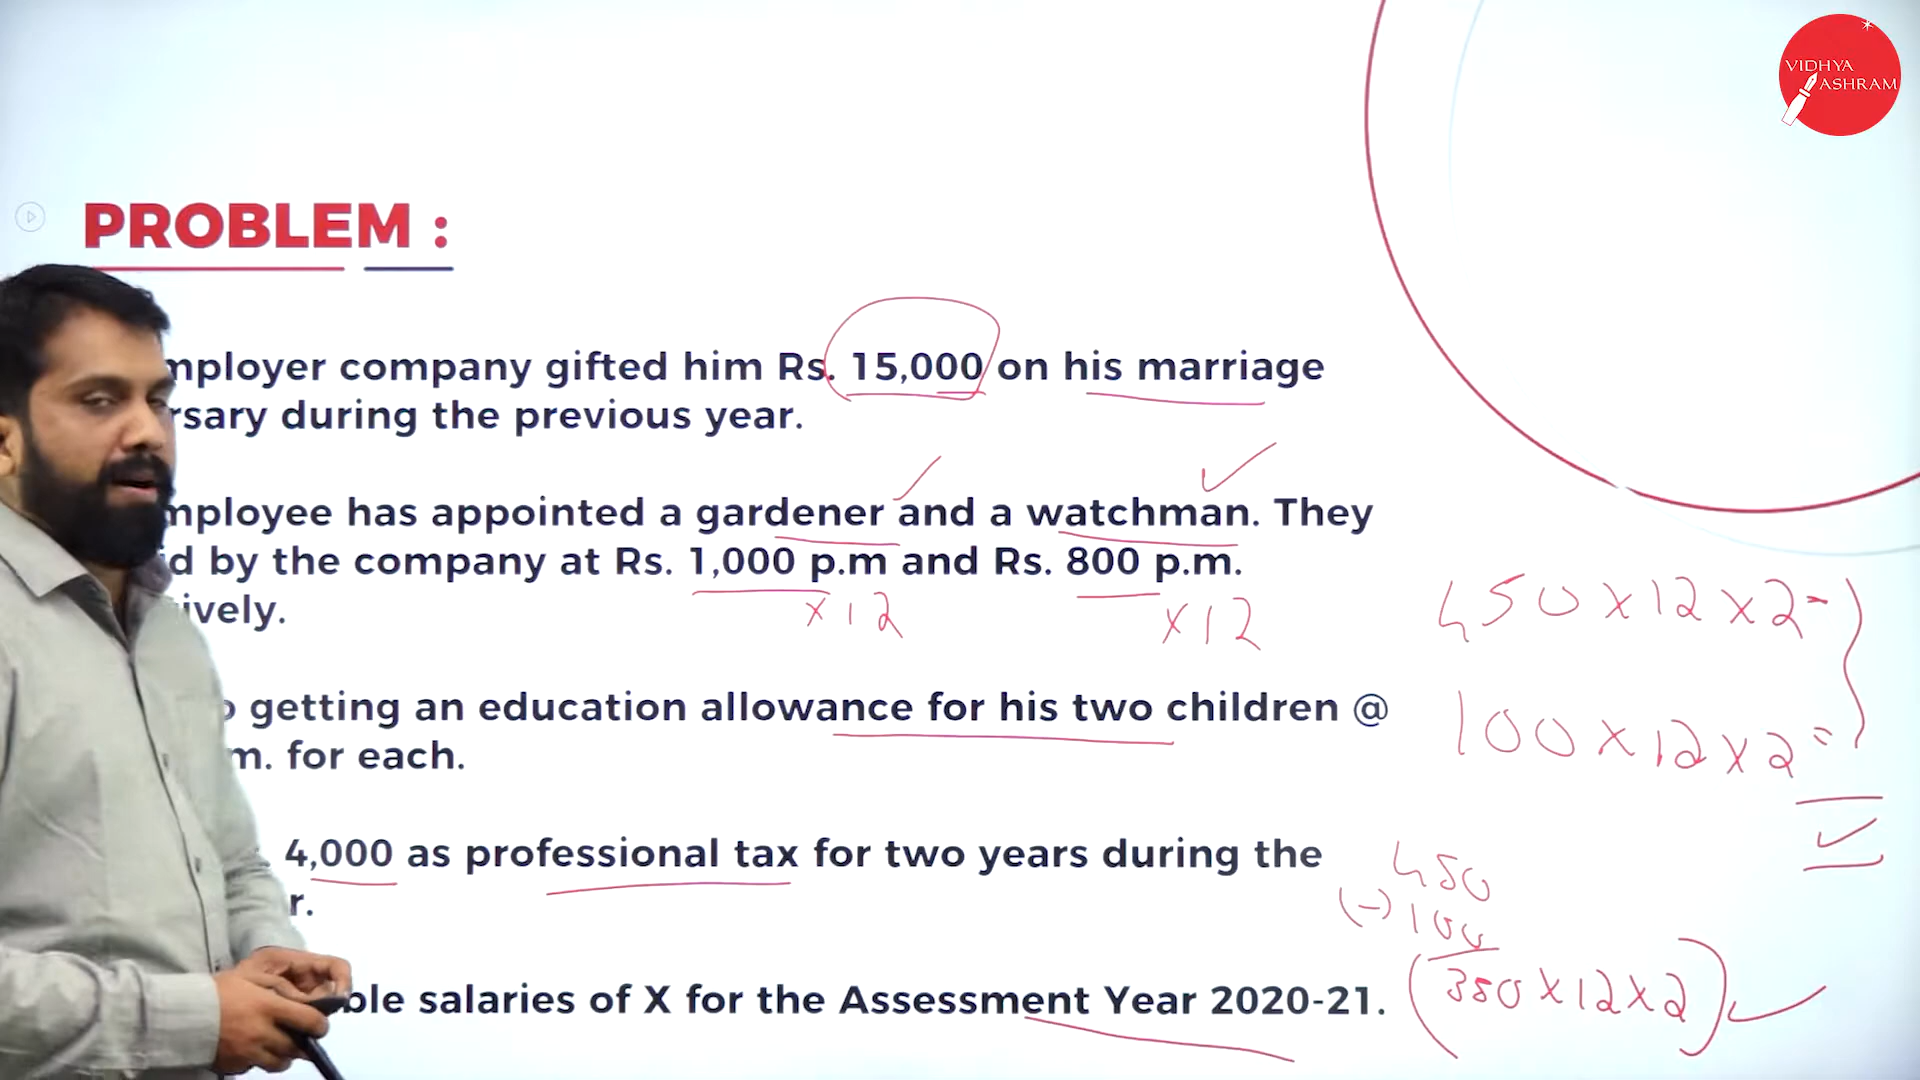 VIDHYA
ASHRAM
PROBLEM :
mployer company gifted him Rs. 15,000 on his marriage
rsary during the previous year.
mployee has appointed a gardener and a watchman. They
d by the company at Rs. 1,000 p.m and Rs. 800 p.m.
ively.
x 12
x 12
getting an education allowance for his two children @
m. for each.
450 x 12 x 2 =
100 x 12 x 2 =
4,000 as professional tax for two years during the
r.
450
(-) 100
350 x 12 x 2
ble salaries of X for the Assessment Year 2020-21.